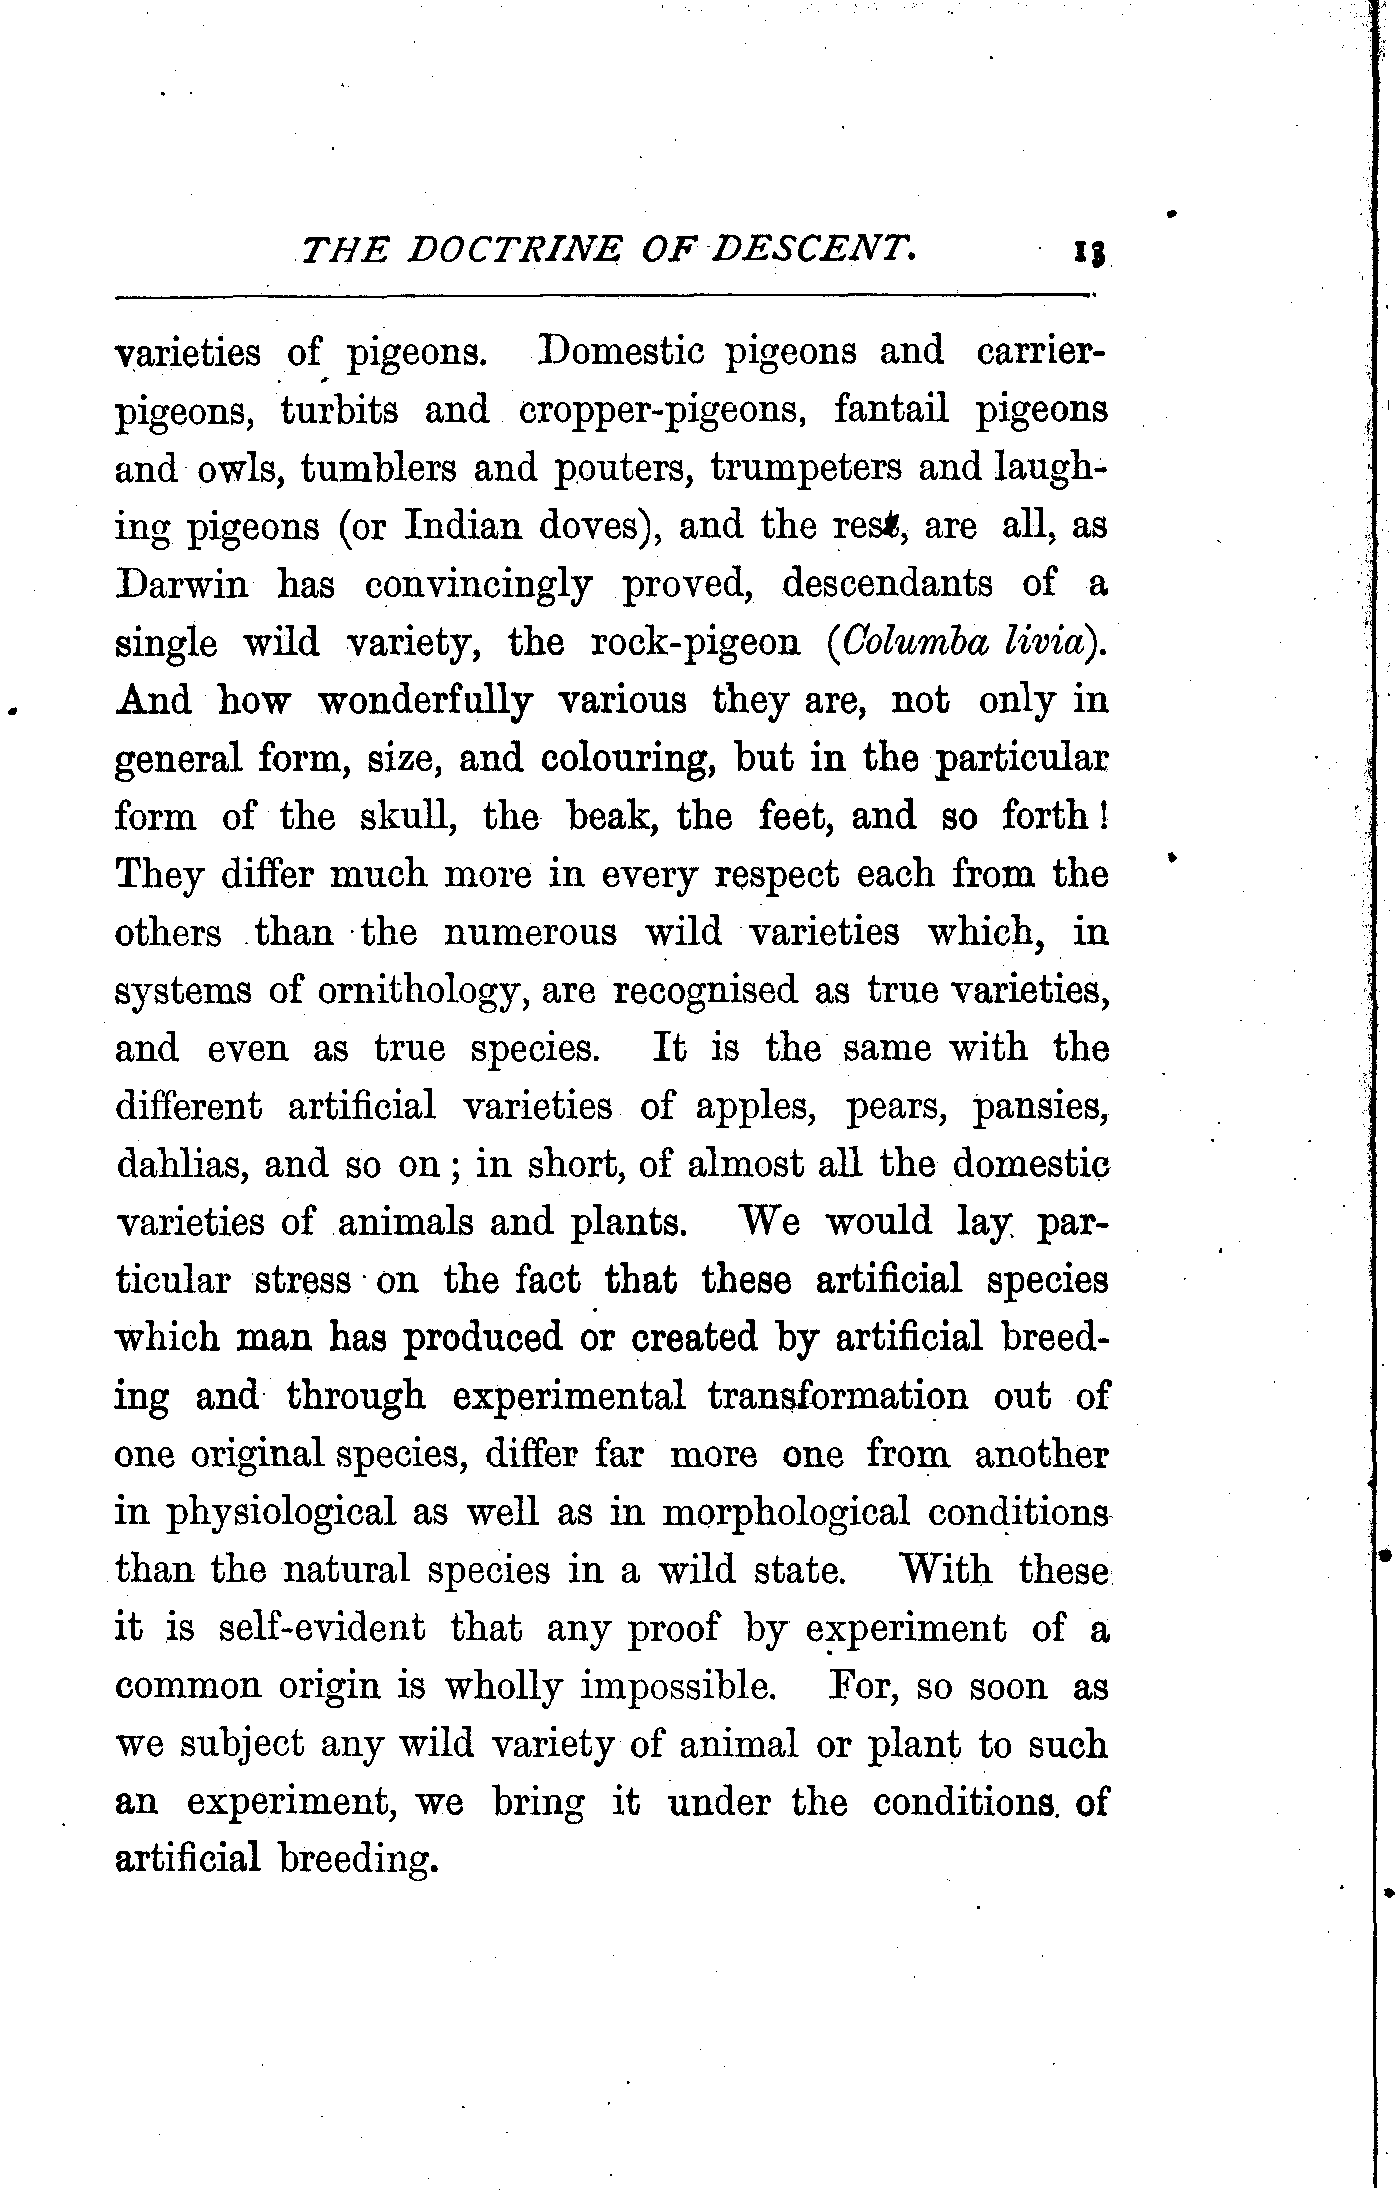 THE DOCTRINE OF DESCENT. 13
varieties of pigeons. Domestic pigeons and carrier-
pigeons, turbits and cropper-pigeons, fantail pigeons
and owls, tumblers and pouters, trumpeters and laugh-
ing pigeons (or Indian doves), and the rest, are all, as
Darwin has convincingly proved, descendants of a
single wild variety, the rock-pigeon (Columba livia).
And how wonderfully various they are, not only in
general form, size, and colouring, but in the particular
form of the skull, the beak, the feet, and so forth!
They differ much more in every respect each from the
others than the numerous wild varieties which, in
systems of ornithology, are recognised as true varieties,
and even as true species. It is the same with the
different artificial varieties of apples, pears, pansies,
dahlias, and so on; in short, of almost all the domestic
varieties of animals and plants. We would lay par-
ticular stress on the fact that these artificial species
which man has produced or created by artificial breed-
ing and through experimental transformation out of
one original species, differ far more one from another
in physiological as well as in morphological conditions
than the natural species in a wild state. With these
it is self-evident that any proof by experiment of a
common origin is wholly impossible. For, so soon as
we subject any wild variety of animal or plant to such
an experiment, we bring it under the conditions of
artificial breeding.